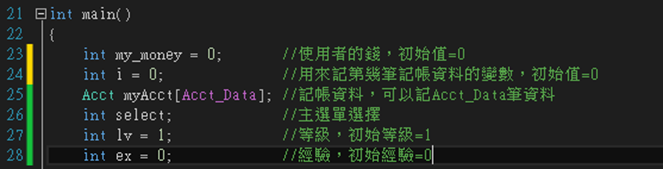 21 int main()
22 {
23 int my_money = 0; //使用者的錢，初始值=0
24 int i = 0; //用來記第幾筆記帳資料的變數，初始值=0
25 Acct myAcct[Acct_Data]; //記帳資料，可以記Acct_Data筆資料
26 int select; //主選單選擇
27 int lv = 1; //等級，初始等級=1
28 int ex = 0; //經驗，初始經驗=0